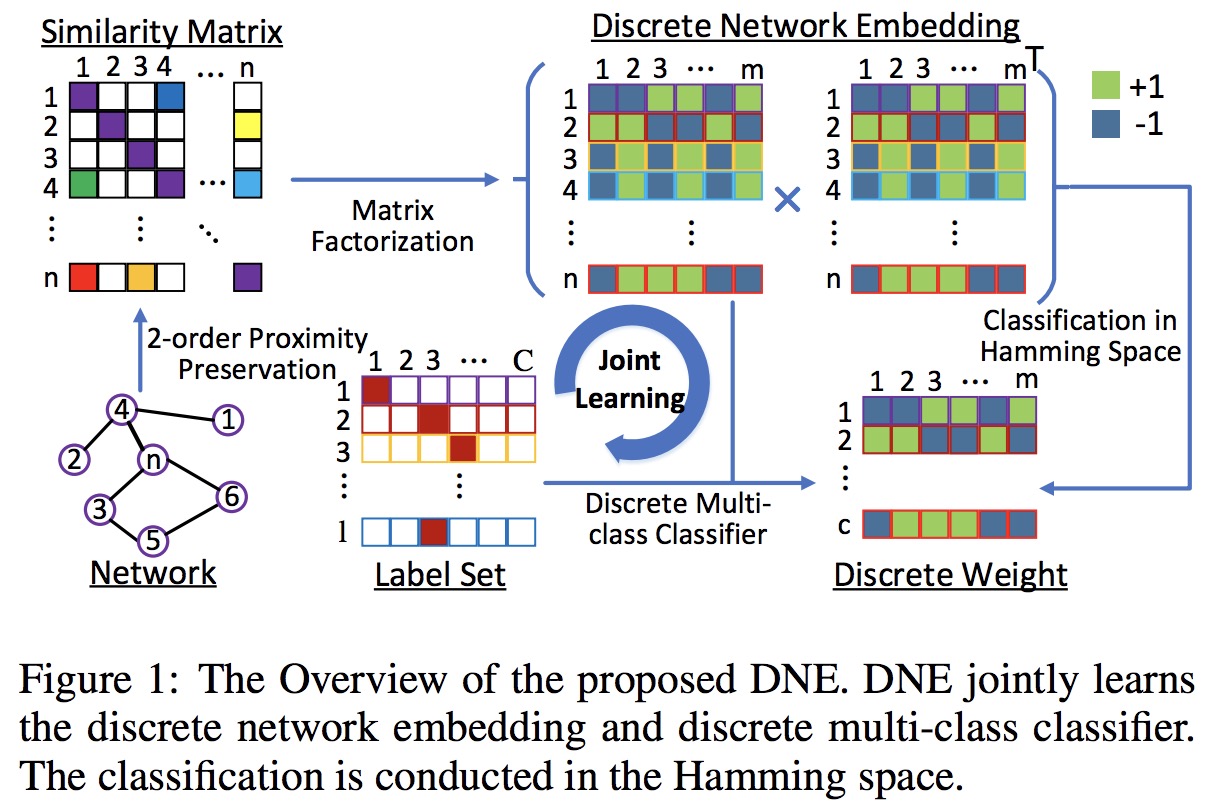 Similarity Matrix
1 2 3 4 ... n
1
2
3
4 ...
⋮ ⋮ ⋱
n
Matrix
Factorization
Discrete Network Embedding
T
1 2 3 ... m
1
2
3
4
⋮ ⋮
n
×
1 2 3 ... m
1
2
3
4
⋮ ⋮
n
+1
-1
2-order Proximity
Preservation
4
1
2
n
3
6
5
Network
1 2 3 ... C
1
2
3
⋮ ⋮
l
Label Set
Joint
Learning
Discrete Multi-
class Classifier
Classification in
Hamming Space
1 2 3 ... m
1
2
⋮
c
Discrete Weight
Figure 1: The Overview of the proposed DNE. DNE jointly learns
the discrete network embedding and discrete multi-class classifier.
The classification is conducted in the Hamming space.